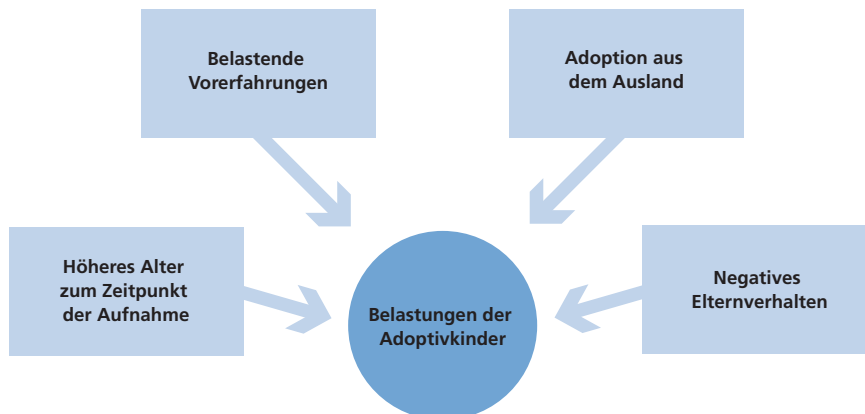 Belastende
Vorerfahrungen
Adoption aus
dem Ausland
Höheres Alter
zum Zeitpunkt
der Aufnahme
Belastungen der
Adoptivkinder
Negatives
Elternverhalten